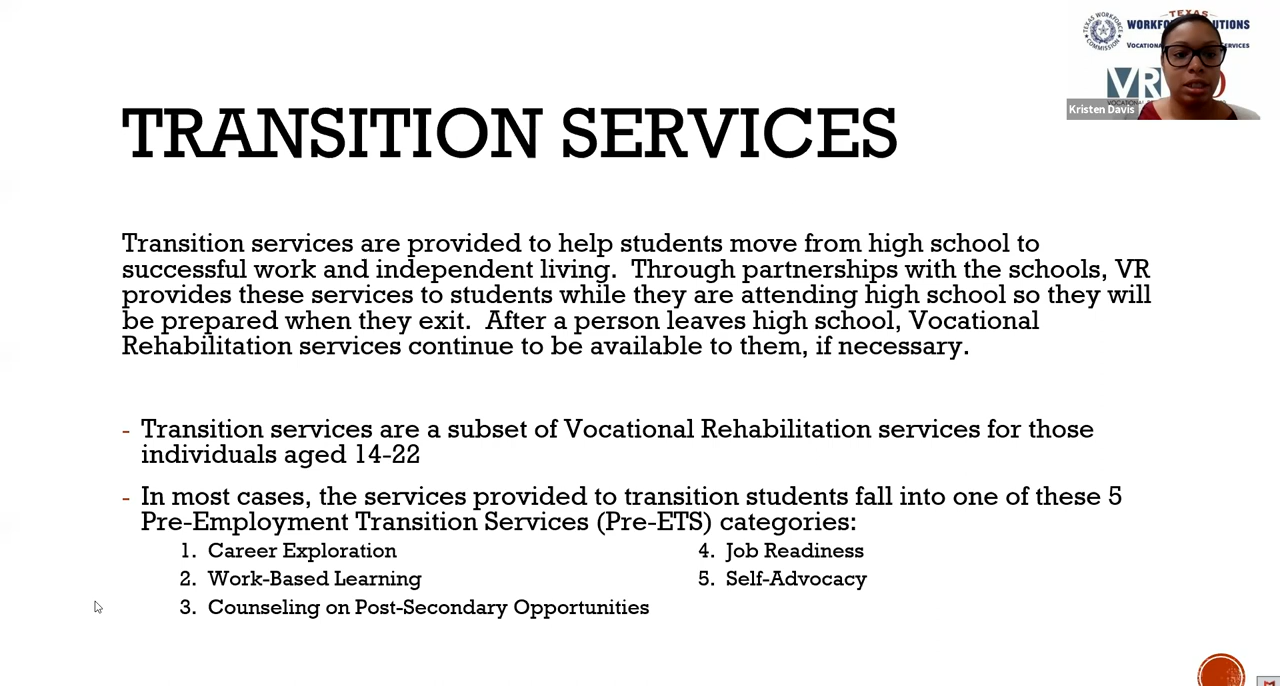 TEXAS
WORKFO UTIONS
VOCATIONA ERVICES
TEXAS WORKFORCE COMMISSION
VR
Kristen Davis
TRANSITION SERVICES
Transition services are provided to help students move from high school to
successful work and independent living. Through partnerships with the schools, VR
provides these services to students while they are attending high school so they will
be prepared when they exit. After a person leaves high school, Vocational
Rehabilitation services continue to be available to them, if necessary.
- Transition services are a subset of Vocational Rehabilitation services for those
individuals aged 14-22
- In most cases, the services provided to transition students fall into one of these 5
Pre-Employment Transition Services (Pre-ETS) categories:
1. Career Exploration
2. Work-Based Learning
3. Counseling on Post-Secondary Opportunities
4. Job Readiness
5. Self-Advocacy